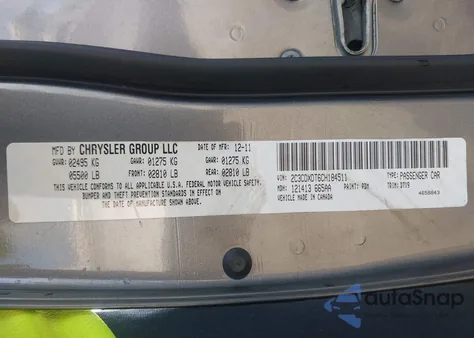 MFD BY CHRYSLER GROUP LLC DATE OF MFR: 12-11
GVWR: 02495 KG GAWR: 01275 KG GAWR: 01275 KG
05500 LB FRONT: 02810 LB REAR: 02810 LB
THIS VEHICLE CONFORMS TO ALL APPLICABLE U.S.A. FEDERAL MOTOR VEHICLE SAFETY,
BUMPER AND THEFT PREVENTION STANDARDS IN EFFECT ON
THE DATE OF MANUFACTURE SHOWN ABOVE.
VIN: 2C3CDXDT6CH184511 TYPE: PASSENGER CAR
MDH: 121413 665AA PAINT: PDM TRIM: D7V9
VEHICLE MADE IN CANADA 4658843
autoSnap